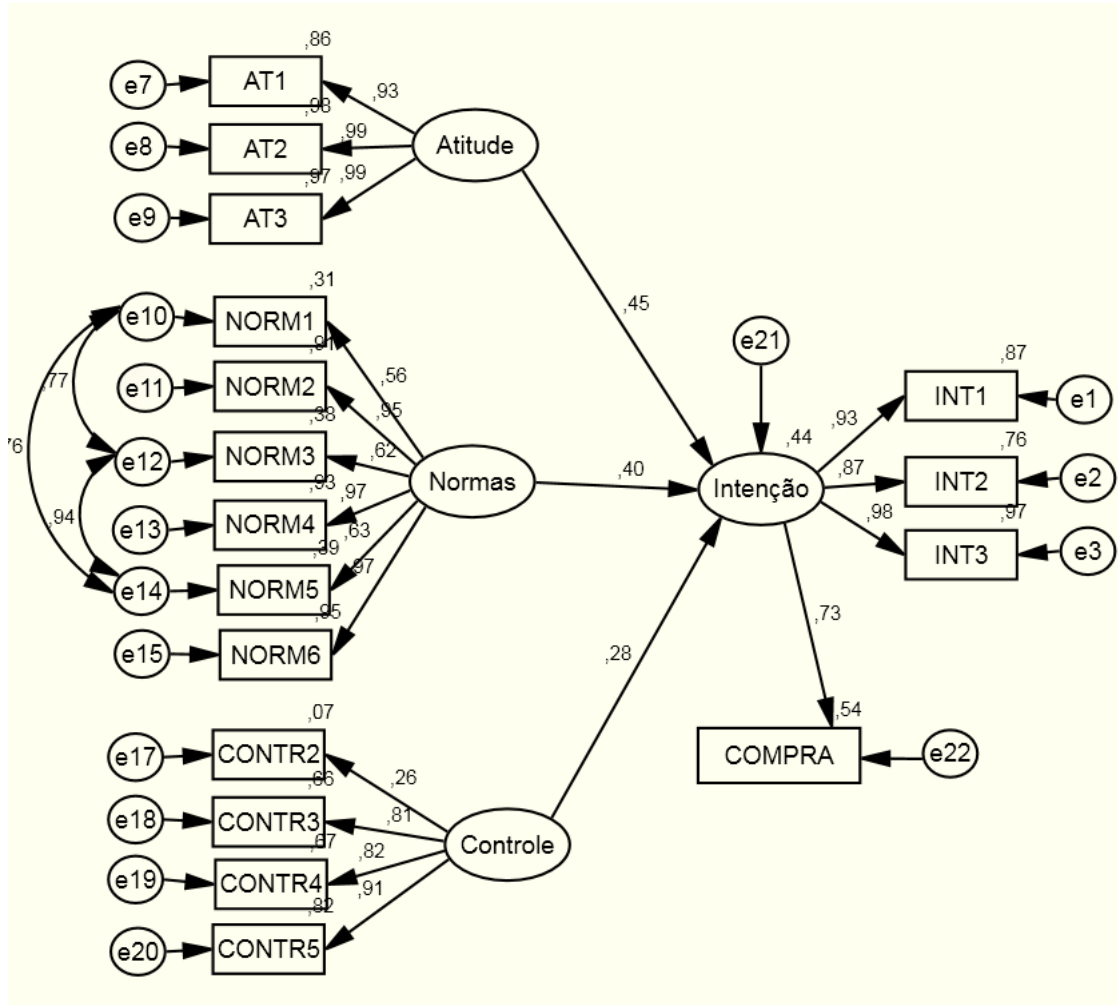 ,86
e7
AT1
,93
,98
e8
AT2
,99
Atitude
,97
,99
e9
AT3
,45
,31
e10
NORM1
,91
,56
,77
e11
NORM2
,95
,38
e12
NORM3
,62
,93
,76
e13
NORM4
,97
,94
,39
,63
e14
NORM5
,97
,95
e15
NORM6
Normas
,40
e21
,44
Intenção
,87
INT1
e1
,93
,76
INT2
e2
,87
,97
INT3
e3
,98
,73
,28
,07
e17
CONTR2
,66
,26
e18
CONTR3
,81
,67
Controle
e19
CONTR4
,82
,82
,91
e20
CONTR5
,54
COMPRA
e22